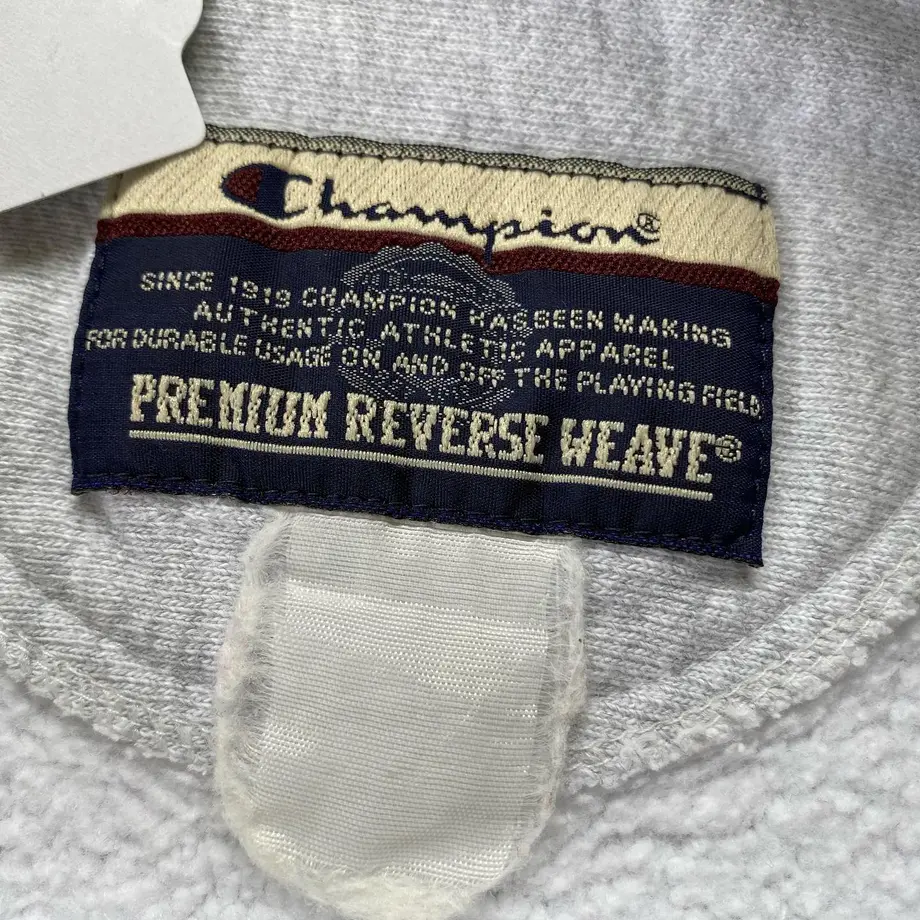 Champion®
SINCE 1919 CHAMPION HAS BEEN MAKING
AUTHENTIC ATHLETIC APPAREL
FOR DURABLE USAGE ON AND OFF THE PLAYING FIELD
PREMIUM REVERSE WEAVE®